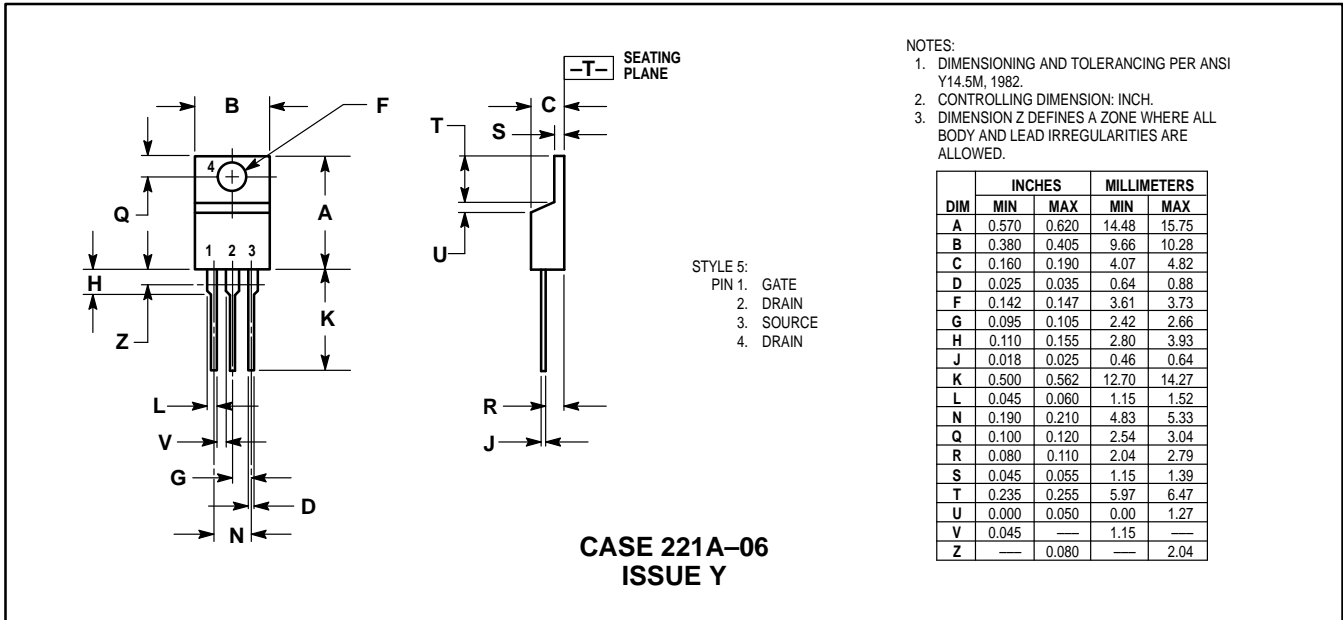 –T–
SEATING
PLANE
B
F
C
T
S
4
Q
A
U
1 2 3
H
K
Z
L
R
V
J
G
D
N
STYLE 5:
PIN 1. GATE
2. DRAIN
3. SOURCE
4. DRAIN
CASE 221A–06
ISSUE Y
NOTES:
1. DIMENSIONING AND TOLERANCING PER ANSI
Y14.5M, 1982.
2. CONTROLLING DIMENSION: INCH.
3. DIMENSION Z DEFINES A ZONE WHERE ALL
BODY AND LEAD IRREGULARITIES ARE
ALLOWED.
INCHES MILLIMETERS
DIM MIN MAX MIN MAX
A 0.570 0.620 14.48 15.75
B 0.380 0.405 9.66 10.28
C 0.160 0.190 4.07 4.82
D 0.025 0.035 0.64 0.88
F 0.142 0.147 3.61 3.73
G 0.095 0.105 2.42 2.66
H 0.110 0.155 2.80 3.93
J 0.018 0.025 0.46 0.64
K 0.500 0.562 12.70 14.27
L 0.045 0.060 1.15 1.52
N 0.190 0.210 4.83 5.33
Q 0.100 0.120 2.54 3.04
R 0.080 0.110 2.04 2.79
S 0.045 0.055 1.15 1.39
T 0.235 0.255 5.97 6.47
U 0.000 0.050 0.00 1.27
V 0.045 ––– 1.15 –––
Z ––– 0.080 ––– 2.04